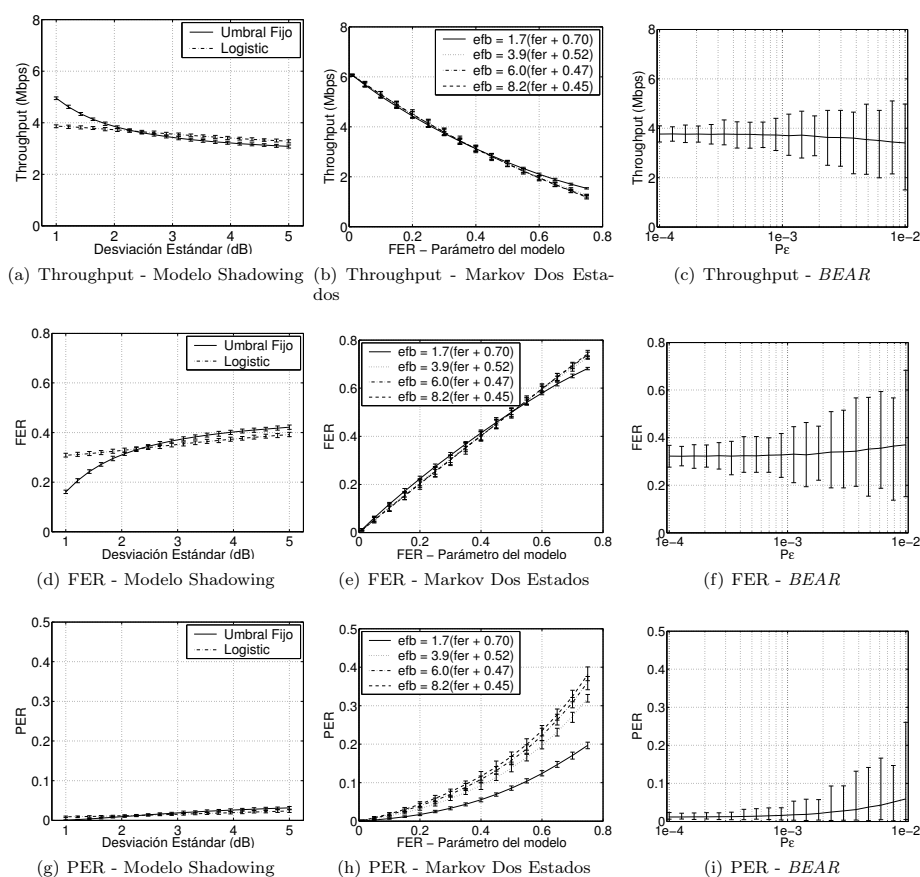 8
6
4
2
0
Throughput (Mbps)
Umbral Fijo
Logistic
1 2 3 4 5
Desviación Estándar (dB)
(a) Throughput - Modelo Shadowing
8
6
4
2
0
Throughput (Mbps)
efb = 1.7(fer + 0.70)
efb = 3.9(fer + 0.52)
efb = 6.0(fer + 0.47)
efb = 8.2(fer + 0.45)
0 0.2 0.4 0.6 0.8
FER – Parámetro del modelo
(b) Throughput - Markov Dos Esta-
dos
8
6
4
2
0
Throughput (Mbps)
1e−4 1e−3 1e−2
Pε
(c) Throughput - BEAR
0.8
0.6
0.4
0.2
0
FER
Umbral Fijo
Logistic
1 2 3 4 5
Desviación Estándar (dB)
(d) FER - Modelo Shadowing
0.8
0.6
0.4
0.2
0
FER
efb = 1.7(fer + 0.70)
efb = 3.9(fer + 0.52)
efb = 6.0(fer + 0.47)
efb = 8.2(fer + 0.45)
0 0.2 0.4 0.6 0.8
FER – Parámetro del modelo
(e) FER - Markov Dos Estados
0.8
0.6
0.4
0.2
0
FER
1e−4 1e−3 1e−2
Pε
(f) FER - BEAR
0.5
0.4
0.3
0.2
0.1
0
PER
Umbral Fijo
Logistic
1 2 3 4 5
Desviación Estándar (dB)
(g) PER - Modelo Shadowing
0.5
0.4
0.3
0.2
0.1
0
PER
efb = 1.7(fer + 0.70)
efb = 3.9(fer + 0.52)
efb = 6.0(fer + 0.47)
efb = 8.2(fer + 0.45)
0 0.2 0.4 0.6 0.8
FER – Parámetro del modelo
(h) PER - Markov Dos Estados
0.5
0.4
0.3
0.2
0.1
0
PER
1e−4 1e−3 1e−2
Pε
(i) PER - BEAR